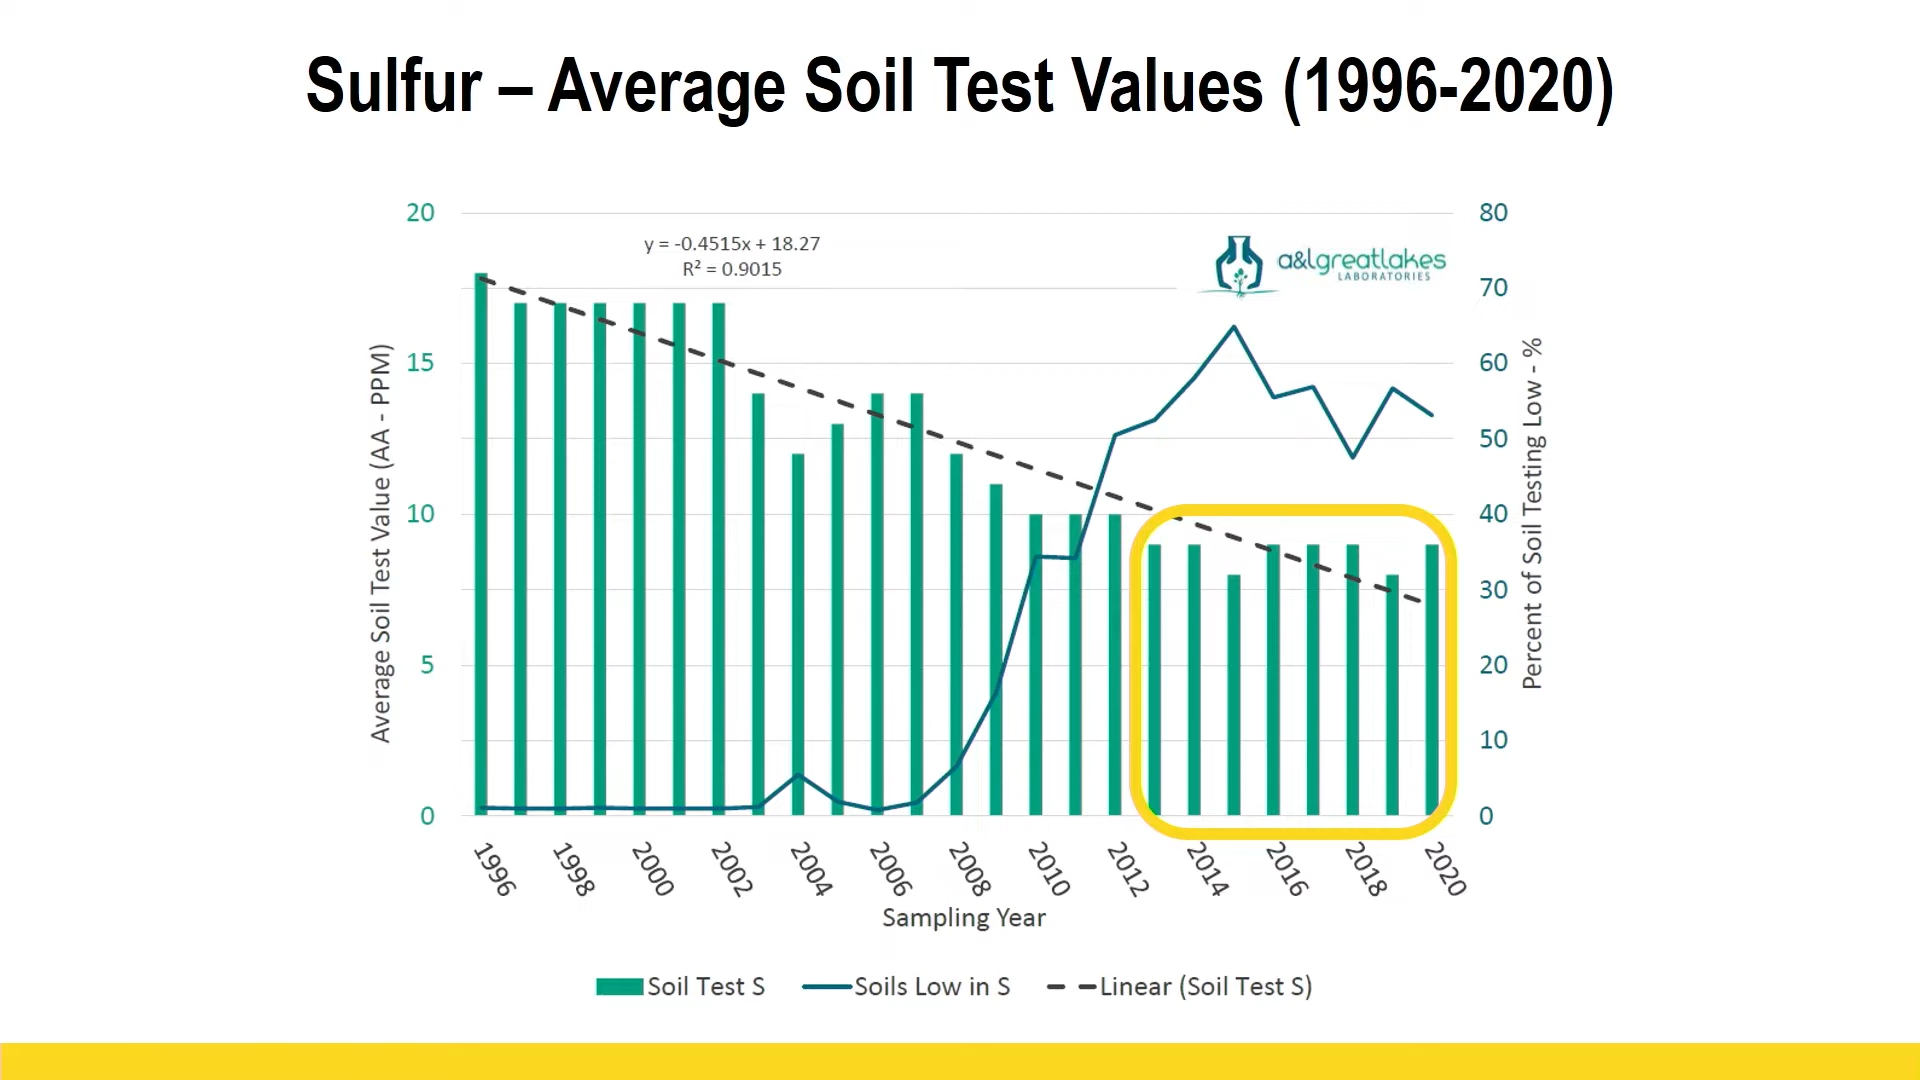 Sulfur – Average Soil Test Values (1996-2020)
y = -0.4515x + 18.27
R² = 0.9015
a&lgreatlakes
LABORATORIES
Average Soil Test Value (AA - PPM)
20
15
10
5
0
80
70
60
50
40
30
20
10
0
Percent of Soil Testing Low - %
1996
1998
2000
2002
2004
2006
2008
2010
2012
2014
2016
2018
2020
Sampling Year
Soil Test S
Soils Low in S
Linear (Soil Test S)